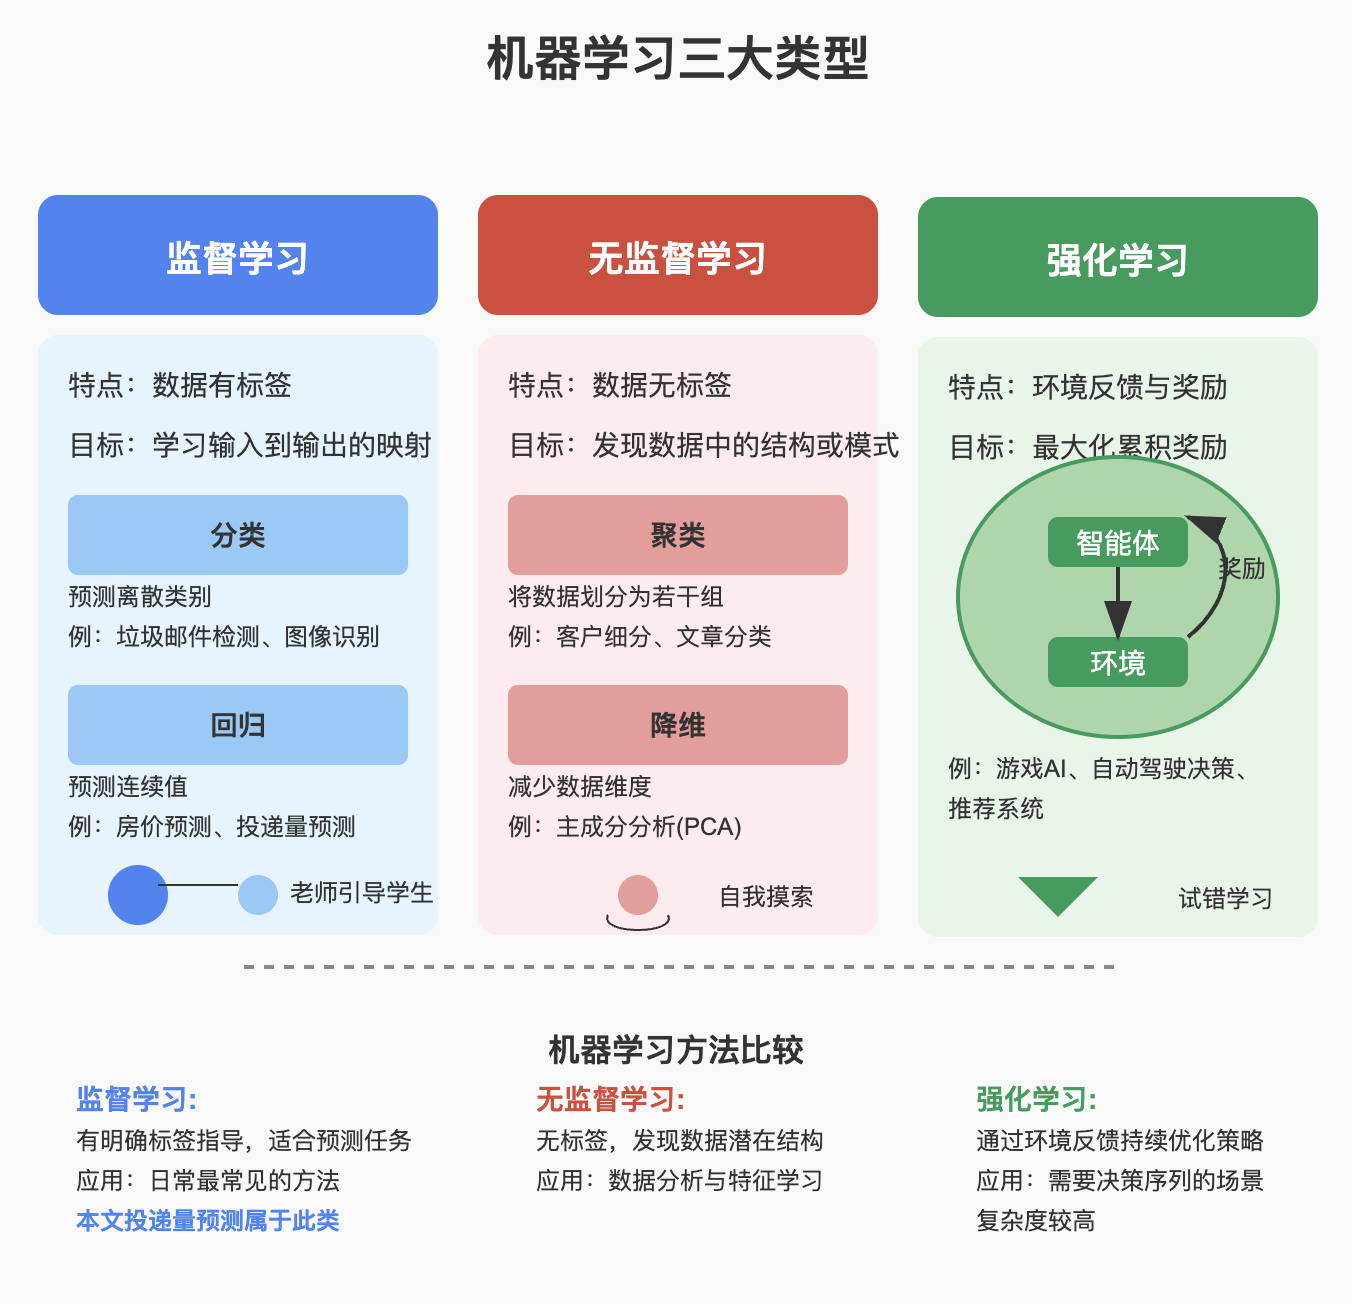 机器学习三大类型
监督学习
特点：数据有标签
目标：学习输入到输出的映射
分类
预测离散类别
例：垃圾邮件检测、图像识别
回归
预测连续值
例：房价预测、投递量预测
老师引导学生
无监督学习
特点：数据无标签
目标：发现数据中的结构或模式
聚类
将数据划分为若干组
例：客户细分、文章分类
降维
减少数据维度
例：主成分分析(PCA)
自我摸索
强化学习
特点：环境反馈与奖励
目标：最大化累积奖励
智能体
奖励
环境
例：游戏AI、自动驾驶决策、
推荐系统
试错学习
机器学习方法比较
监督学习:
有明确标签指导，适合预测任务
应用：日常最常见的方法
本文投递量预测属于此类
无监督学习:
无标签，发现数据潜在结构
应用：数据分析与特征学习
强化学习:
通过环境反馈持续优化策略
应用：需要决策序列的场景
复杂度较高